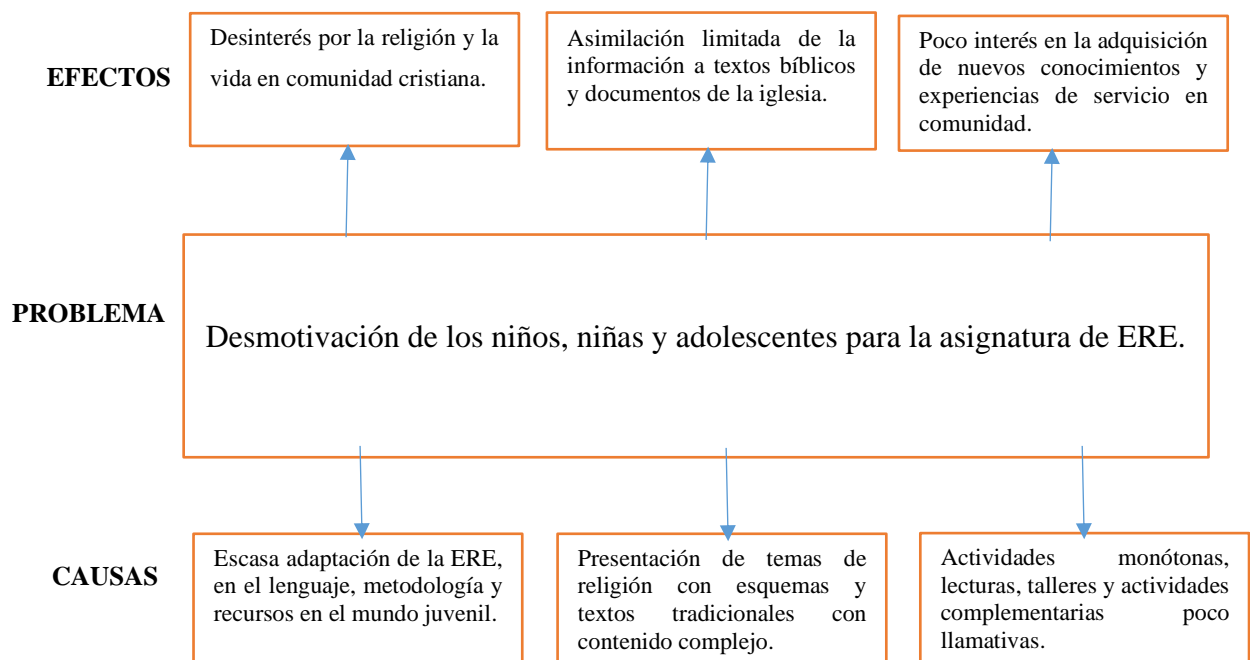 EFECTOS
Desinterés por la religión y la
vida en comunidad cristiana.
Asimilación limitada de la
información a textos bíblicos
y documentos de la iglesia.
Poco interés en la adquisición
de nuevos conocimientos y
experiencias de servicio en
comunidad.
PROBLEMA
Desmotivación de los niños, niñas y adolescentes para la asignatura de ERE.
CAUSAS
Escasa adaptación de la ERE,
en el lenguaje, metodología y
recursos en el mundo juvenil.
Presentación de temas de
religión con esquemas y
textos tradicionales con
contenido complejo.
Actividades monótonas,
lecturas, talleres y actividades
complementarias poco
llamativas.